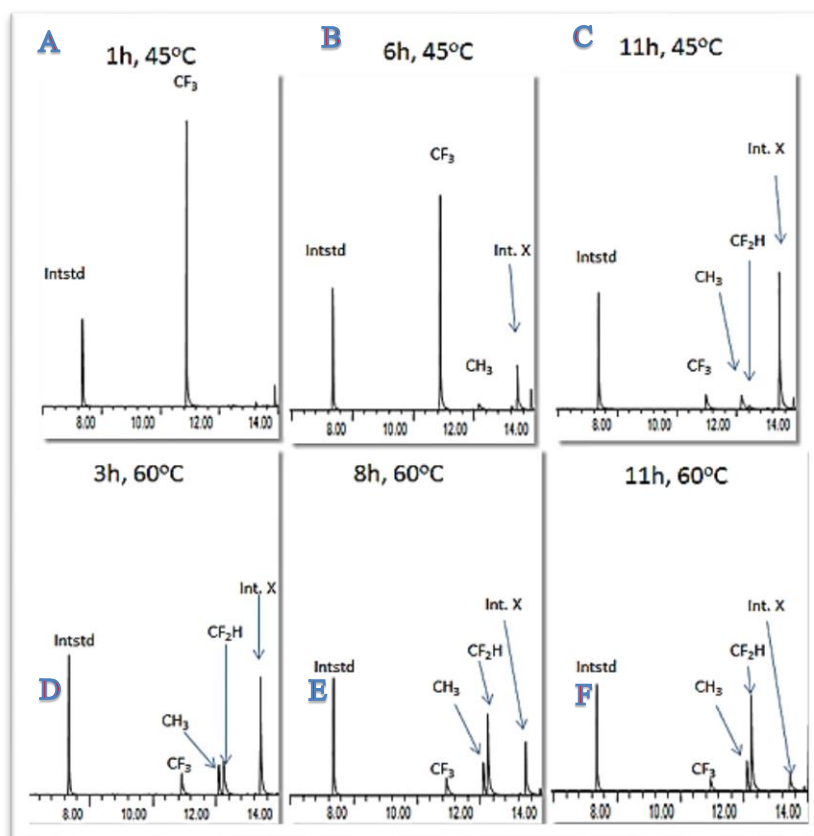 A
1h, 45°C
CF₃
Intstd
8.00 10.00 12.00 14.00
B
6h, 45°C
CF₃
Intstd
Int. X
CH₃
8.00 10.00 12.00 14.00
C
11h, 45°C
Int. X
Intstd
CF₂H
CH₃
CF₃
8.00 10.00 12.00 14.00
3h, 60°C
Int. X
Intstd
CF₂H
D
CH₃
CF₃
8.00 10.00 12.00 14.00
8h, 60°C
Int. X
Intstd
CF₂H
E
CH₃
CF₃
8.00 10.00 12.00 14.00
11h, 60°C
Int. X
Intstd
CF₂H
F
CH₃
CF₃
8.00 10.00 12.00 14.00